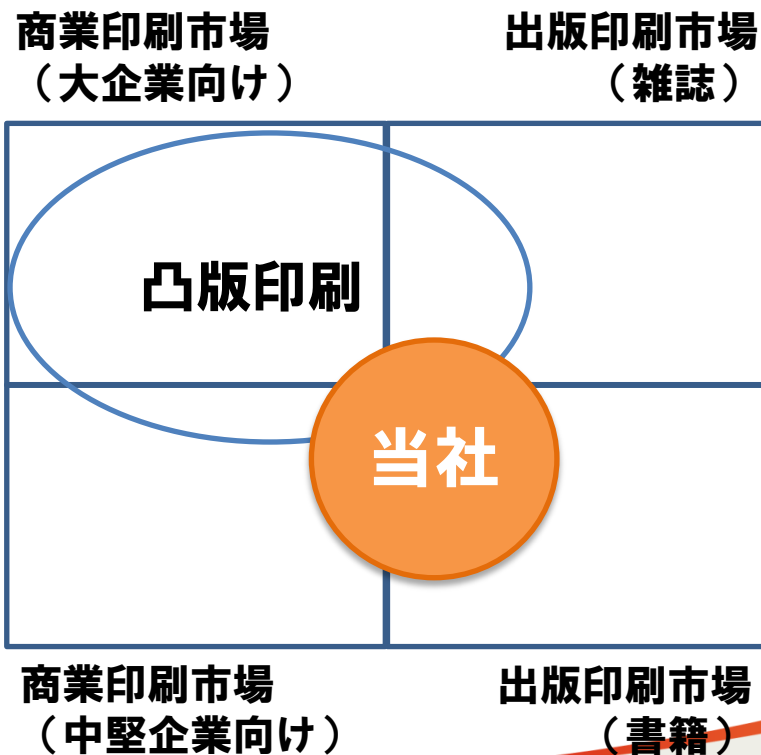 商業印刷市場
（大企業向け）
出版印刷市場
（雑誌）
凸版印刷
当社
商業印刷市場
（中堅企業向け）
出版印刷市場
（書籍）